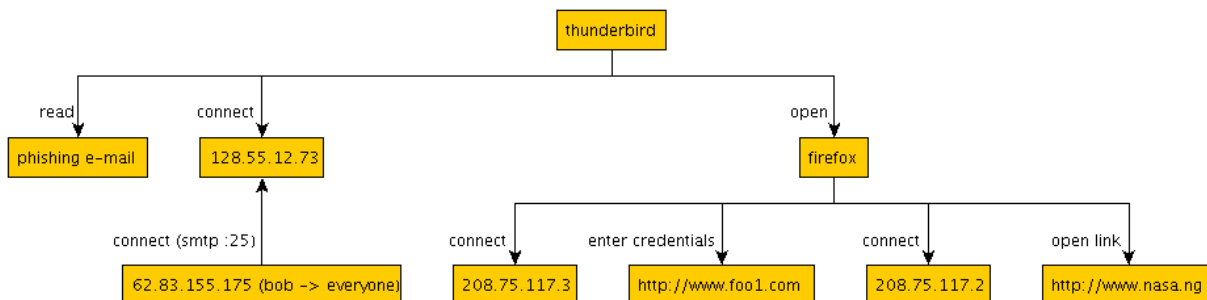 thunderbird
read
connect
open
phishing e-mail
128.55.12.73
firefox
connect (smtp :25)
connect
enter credentials
connect
open link
62.83.155.175 (bob -> everyone)
208.75.117.3
http://www.foo1.com
208.75.117.2
http://www.nasa.ng